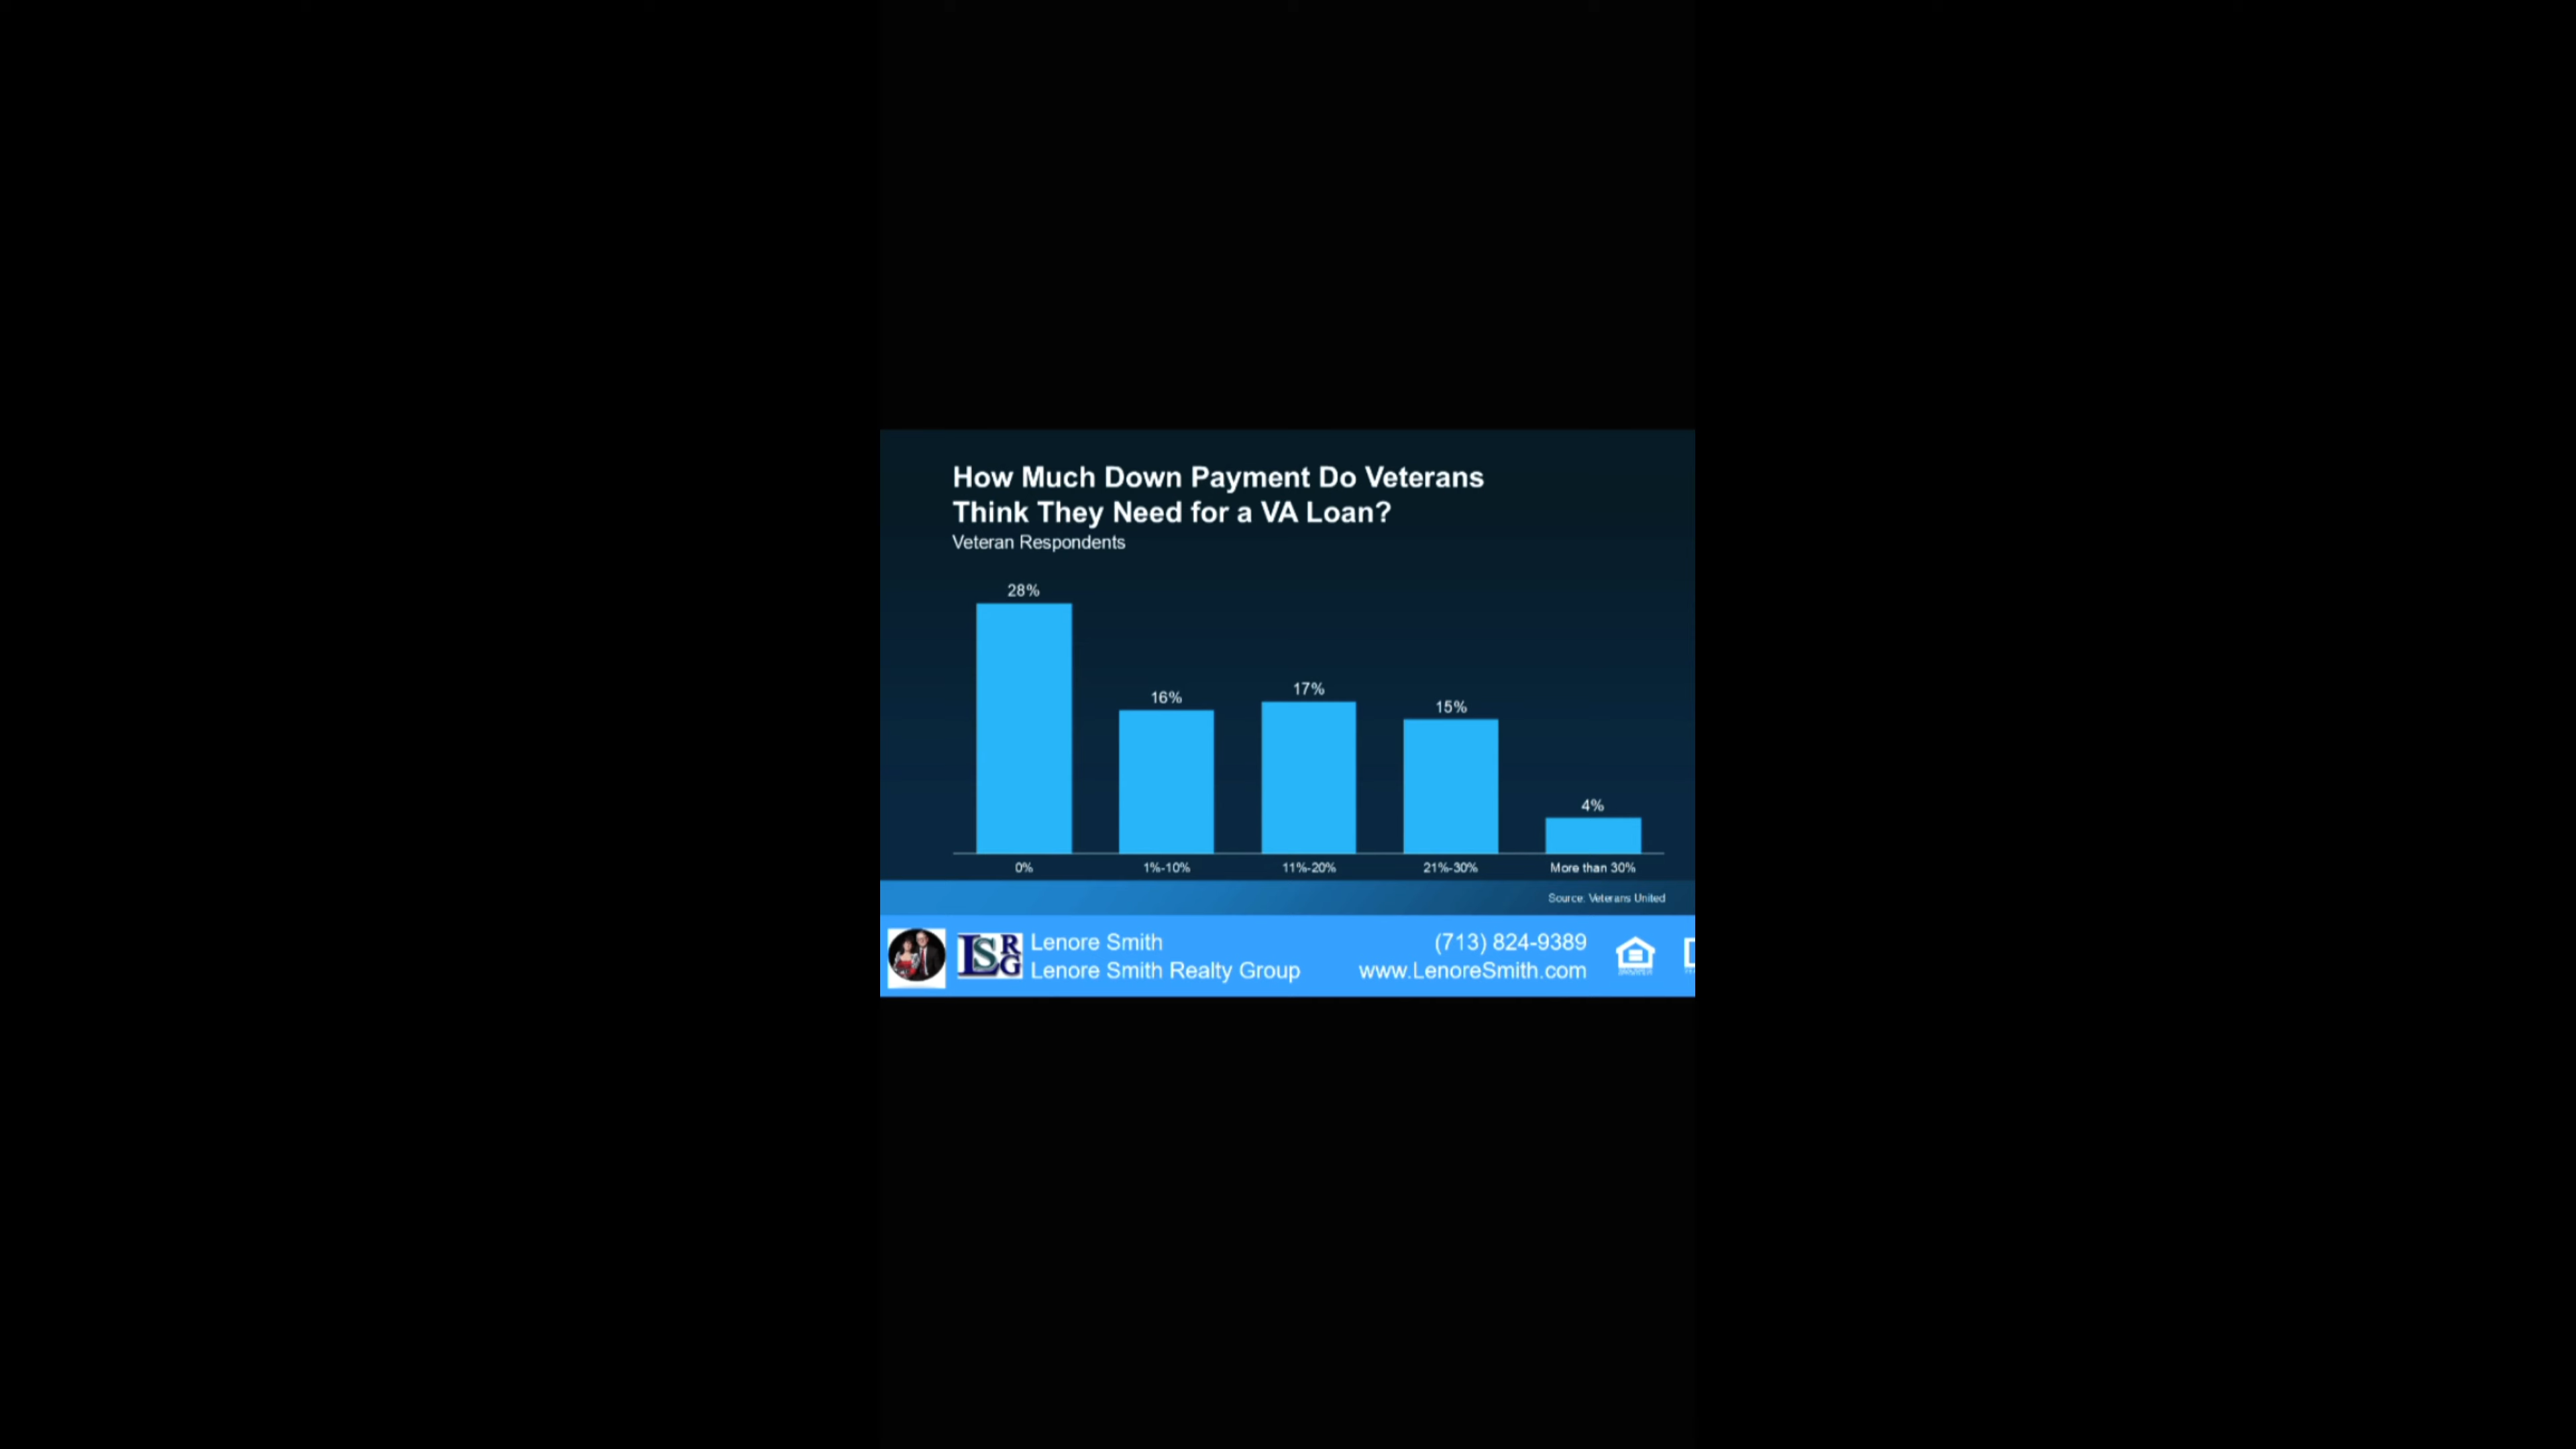 How Much Down Payment Do Veterans
Think They Need for a VA Loan?
Veteran Respondents
28%
16%
17%
15%
4%
0%
1%-10%
11%-20%
21%-30%
More than 30%
Source: Veterans United
LSRG
Lenore Smith
Lenore Smith Realty Group
(713) 824-9389
www.LenoreSmith.com